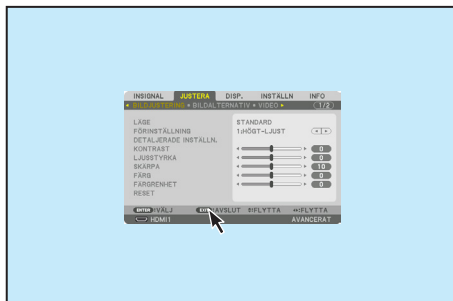 INSIGNAL JUSTERA DISP. INSTÄLLN INFO
• BILDJUSTERING • BILDALTERNATIV • VIDEO • (1/2)
LÄGE STANDARD
FÖRINSTÄLLNING 1:HÖGT-LJUST
DETALJERADE INSTÄLLN.
KONTRAST 0
LJUSSTYRKA 0
SKÄRPA 10
FÄRG 0
FÄRGRENHET 0
RESET
ENTER :VÄLJ EXIT :AVSLUT :FLYTTA :FLYTTA
HDMI1 AVANCERAT